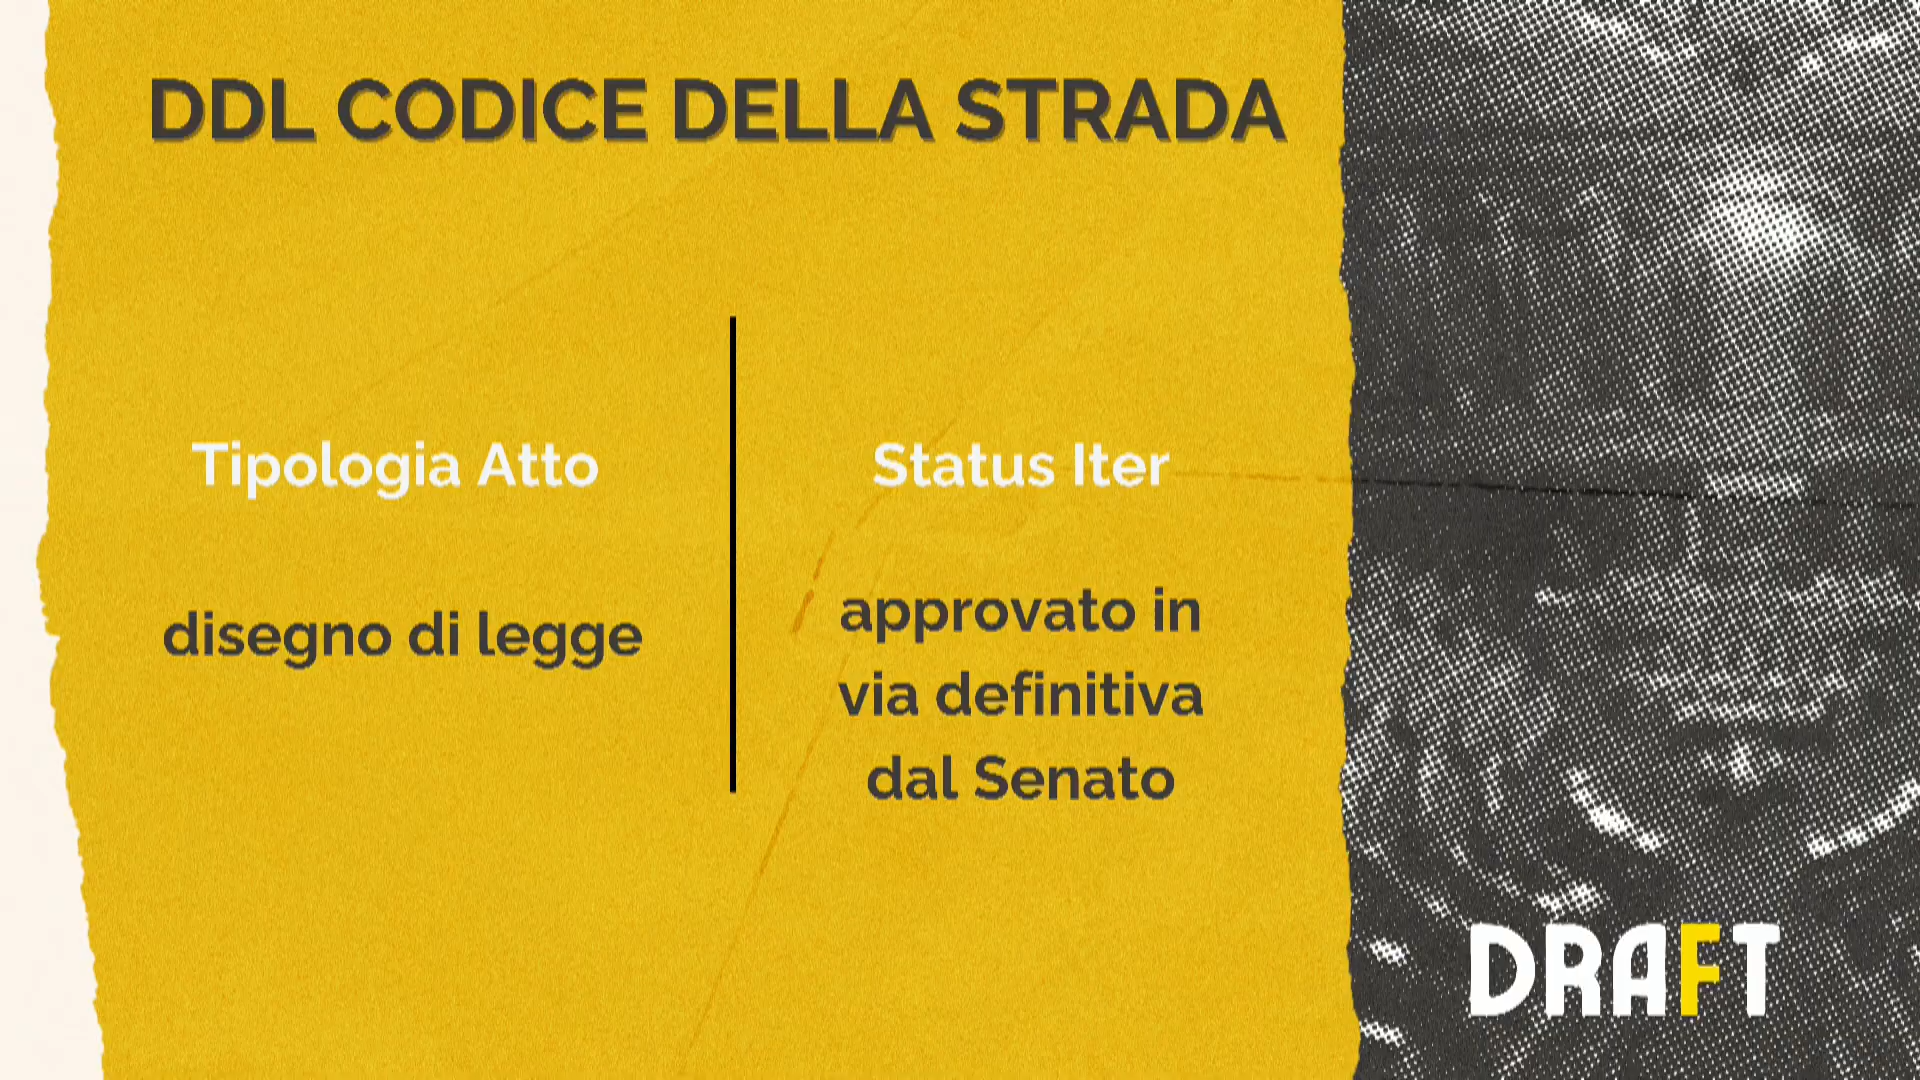 DDL CODICE DELLA STRADA
Tipologia Atto
disegno di legge
Status Iter
approvato in
via definitiva
dal Senato
DRAFT